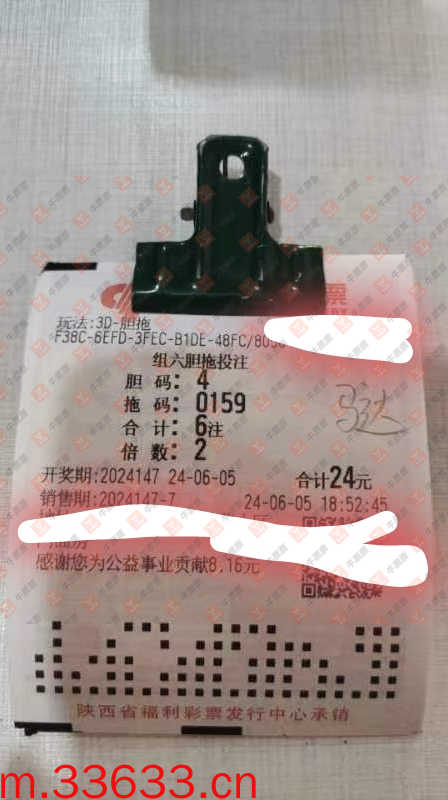 票
玩法:3D-胆拖
F38C-6EFD-3FEC-B1DE-48FC/80
组六胆拖投注
胆 码: 4
拖 码: 0159
合 计: 6注
倍 数: 2
开奖期:2024147 24-06-05 合计24元
销售期:2024147-7 24-06-05 18:52:45
感谢您为公益事业贡献8.16元
陕西省福利彩票发行中心承销
m.33633.cn